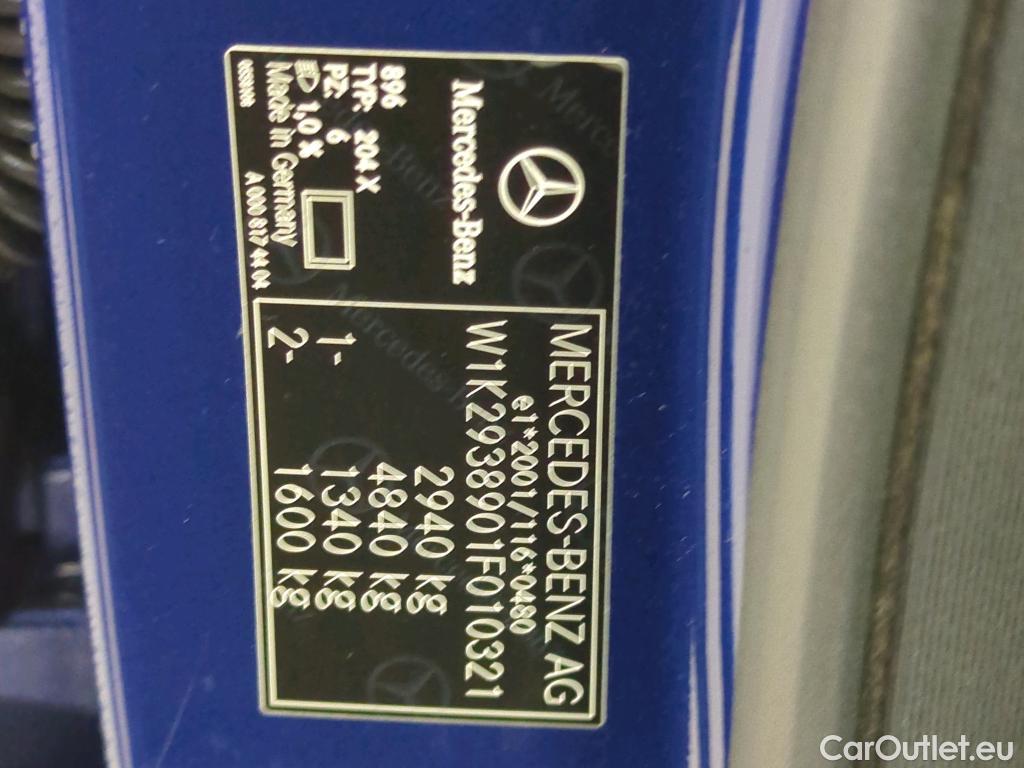 Mercedes-Benz
896
TYP: 204 X
PZ: 6
1,0 X
Made in Germany
A 000 817 44 04
MERCEDES-BENZ AG
e1*2001/116*0480
W1K2938901F010321
2940 kg
4840 kg
1- 1340 kg
2- 1600 kg
CarOutlet.eu